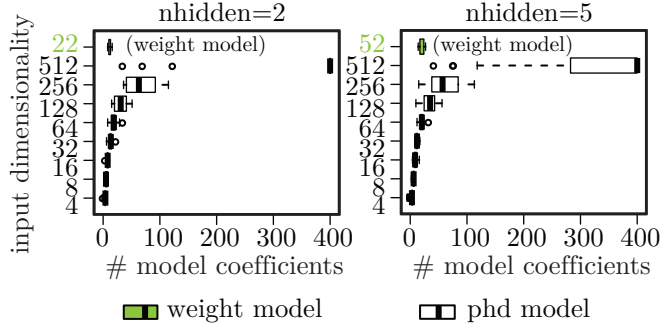 nhidden=2
nhidden=5
input dimensionality
22
512
256
128
64
32
16
8
4
(weight model)
0 100 200 300 400
# model coefficients
52
512
256
128
64
32
16
8
4
(weight model)
0 100 200 300 400
# model coefficients
weight model
phd model